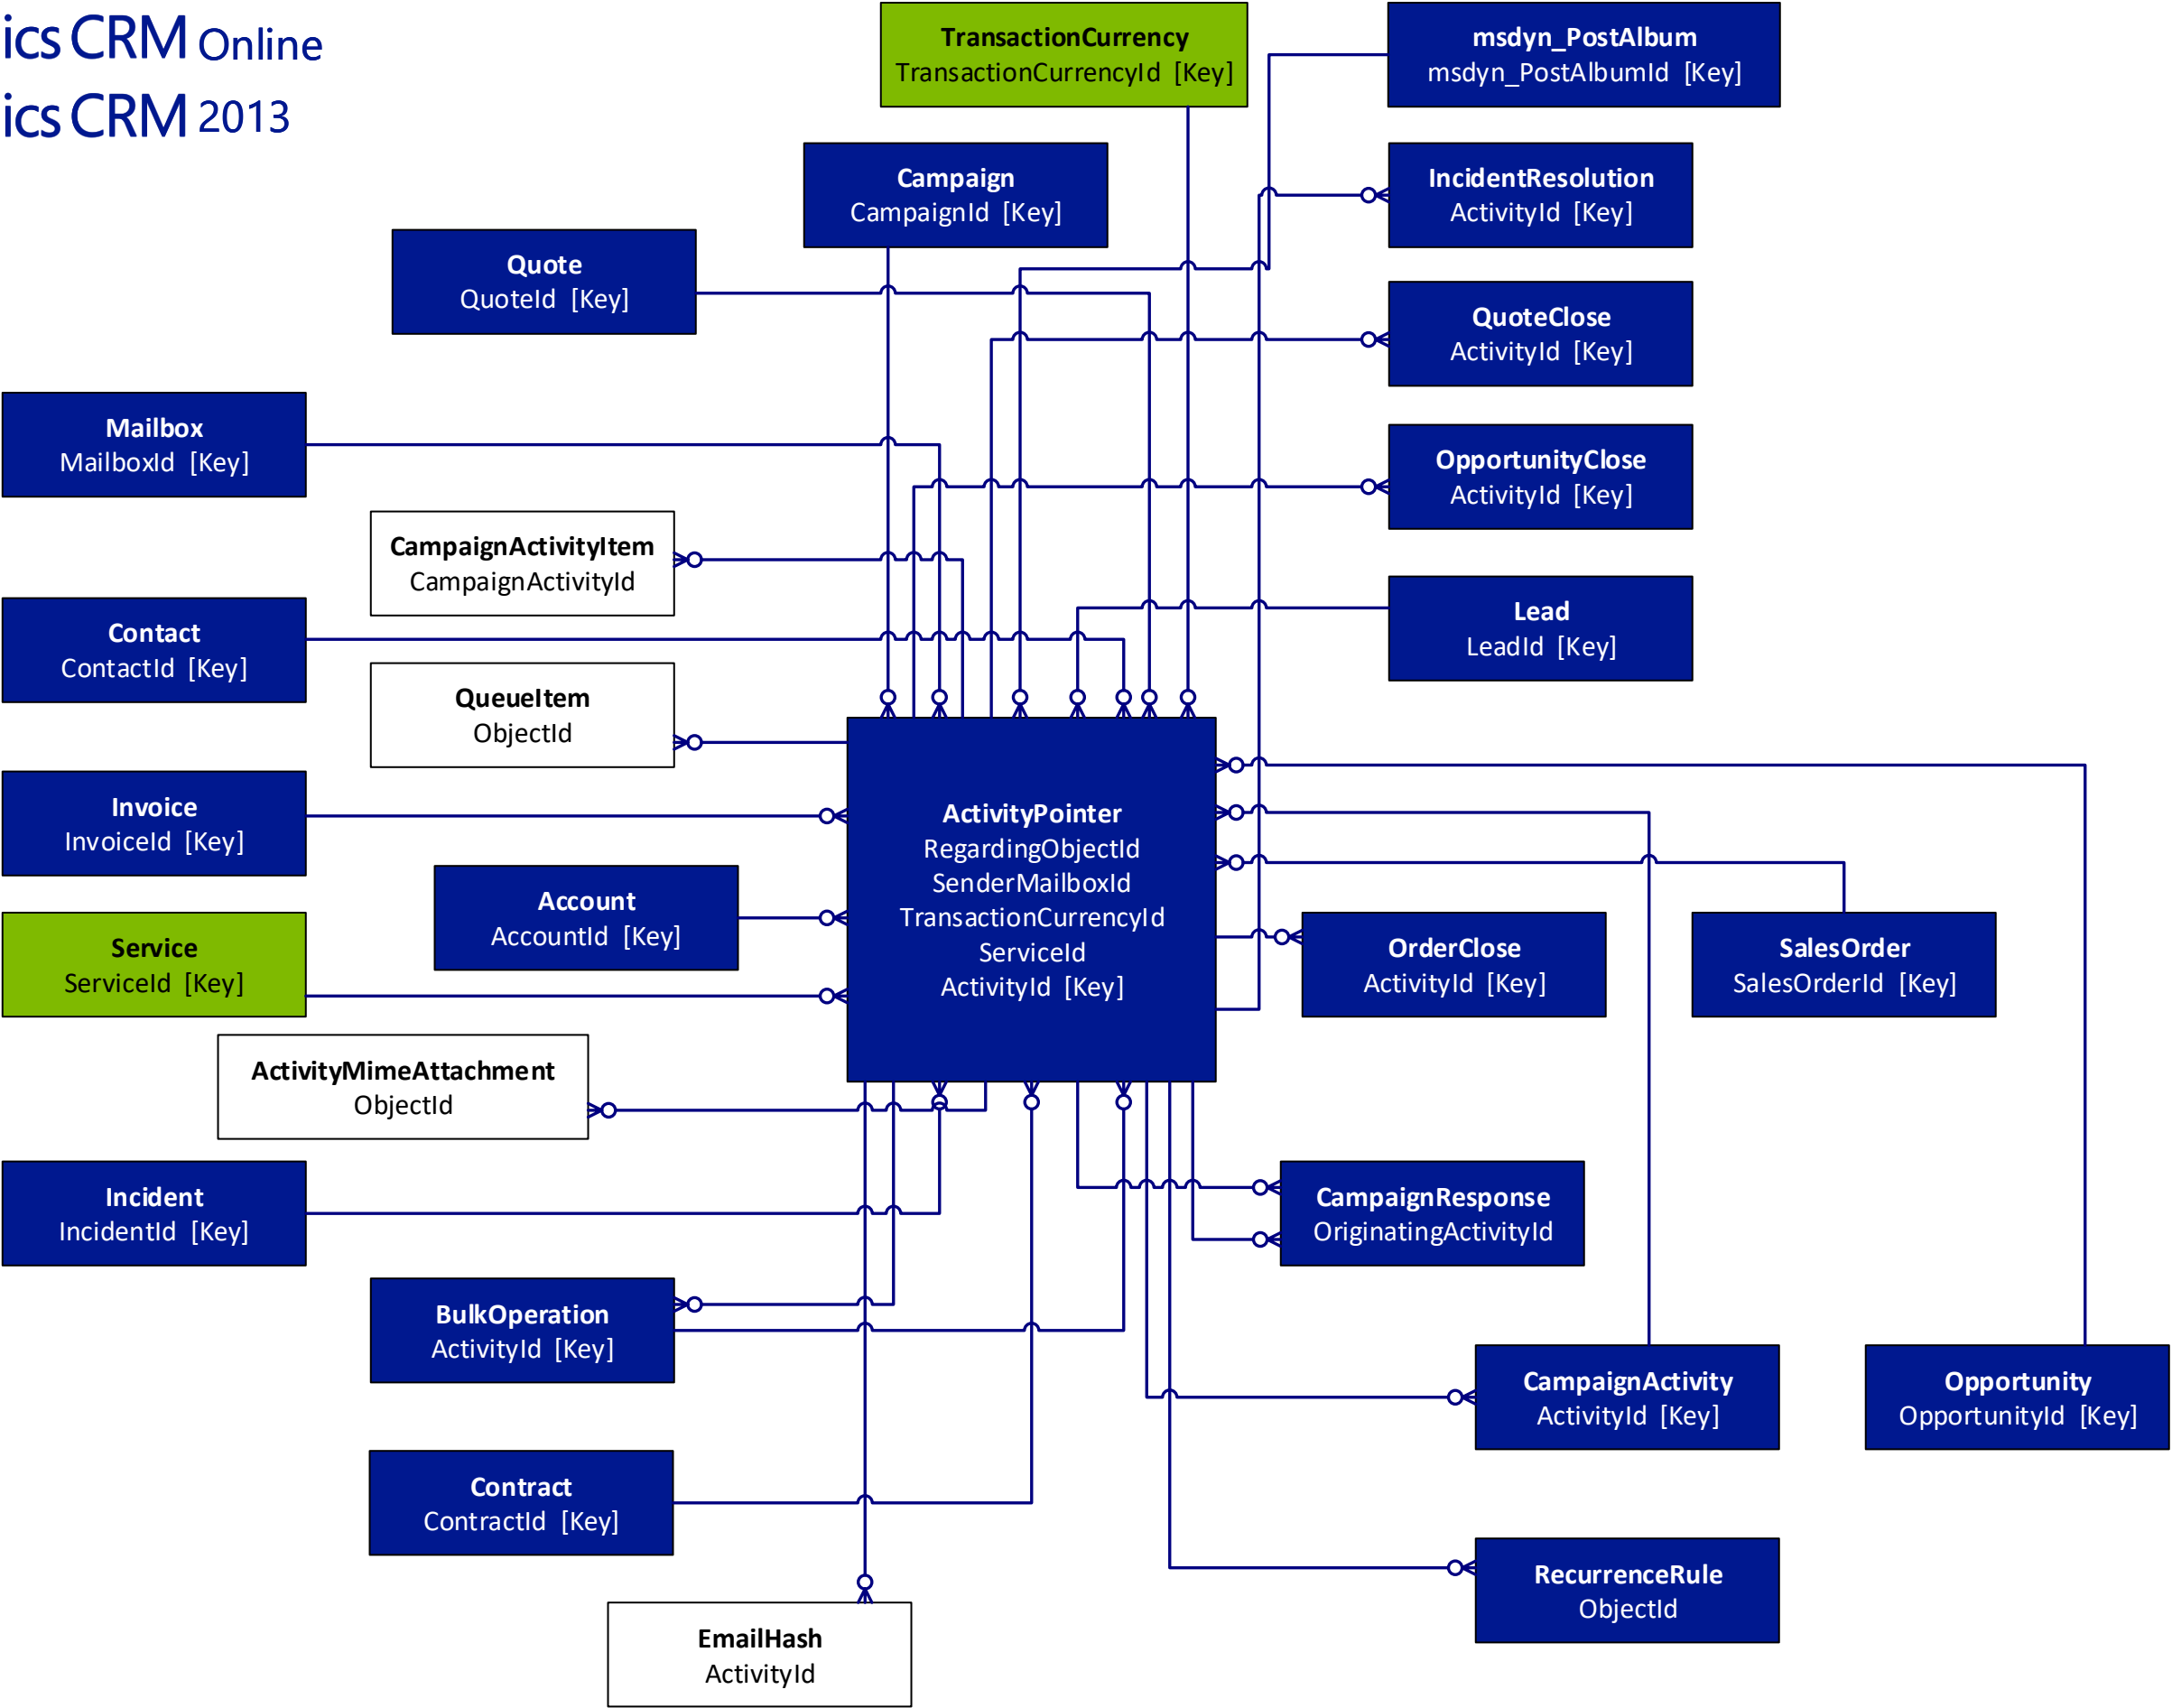 ics CRM Online
ics CRM 2013
TransactionCurrency
TransactionCurrencyId [Key]
msdyn_PostAlbum
msdyn_PostAlbumId [Key]
Campaign
CampaignId [Key]
IncidentResolution
ActivityId [Key]
Quote
QuoteId [Key]
QuoteClose
ActivityId [Key]
Mailbox
MailboxId [Key]
OpportunityClose
ActivityId [Key]
CampaignActivityItem
CampaignActivityId
Contact
ContactId [Key]
Lead
LeadId [Key]
QueueItem
ObjectId
Invoice
InvoiceId [Key]
ActivityPointer
RegardingObjectId
SenderMailboxId
TransactionCurrencyId
ServiceId
ActivityId [Key]
Account
AccountId [Key]
Service
ServiceId [Key]
OrderClose
ActivityId [Key]
SalesOrder
SalesOrderId [Key]
ActivityMimeAttachment
ObjectId
Incident
IncidentId [Key]
CampaignResponse
OriginatingActivityId
BulkOperation
ActivityId [Key]
CampaignActivity
ActivityId [Key]
Opportunity
OpportunityId [Key]
Contract
ContractId [Key]
RecurrenceRule
ObjectId
EmailHash
ActivityId